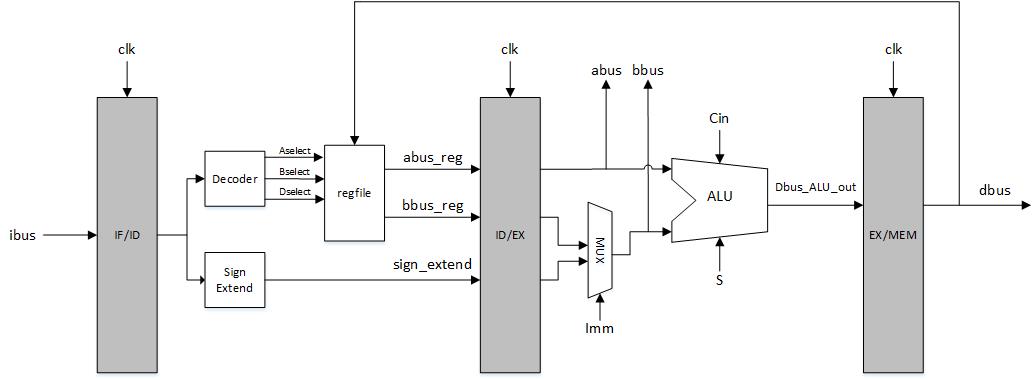 clk
clk
clk
abus
bbus
Cin
Decoder
Aselect
Bselect
Dselect
regfile
abus_reg
bbus_reg
ALU
Dbus_ALU_out
dbus
ibus
IF/ID
ID/EX
MUX
EX/MEM
Sign
Extend
sign_extend
S
Imm